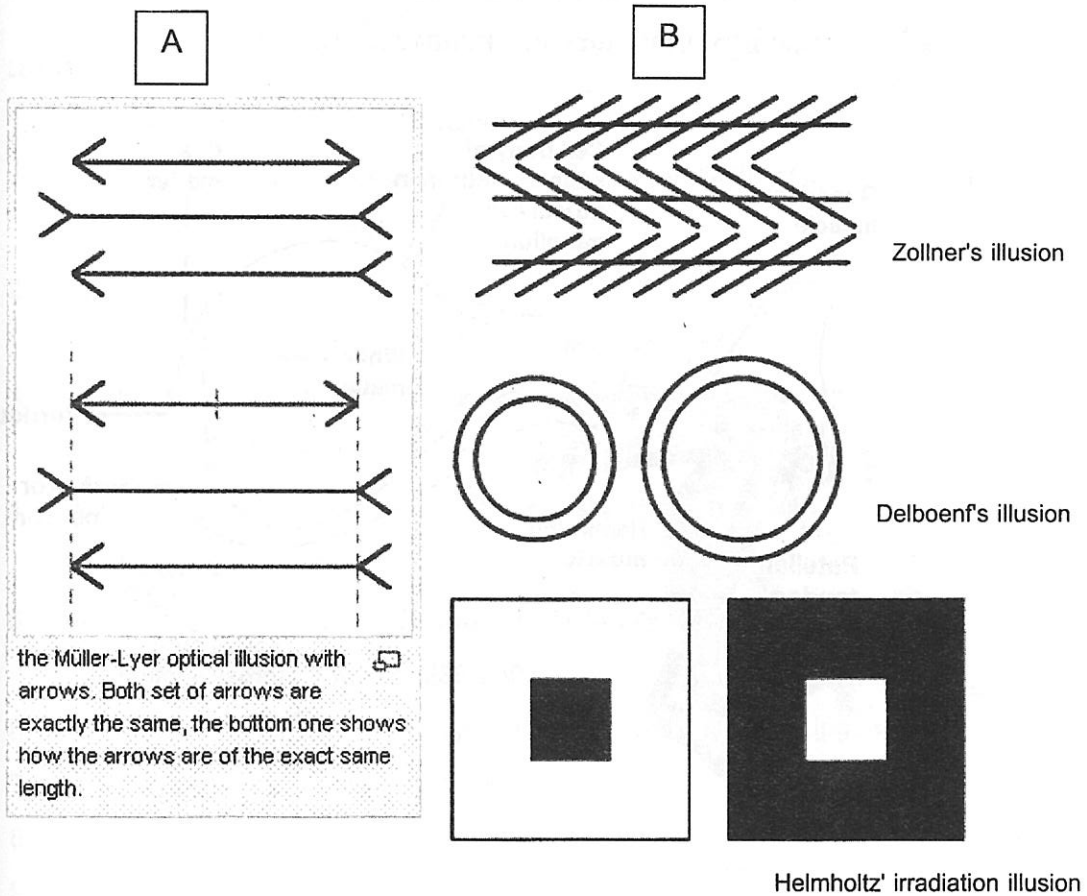 A
B
the Müller-Lyer optical illusion with
arrows. Both set of arrows are
exactly the same, the bottom one shows
how the arrows are of the exact same
length.
Zollner's illusion
Delboenf's illusion
Helmholtz' irradiation illusion